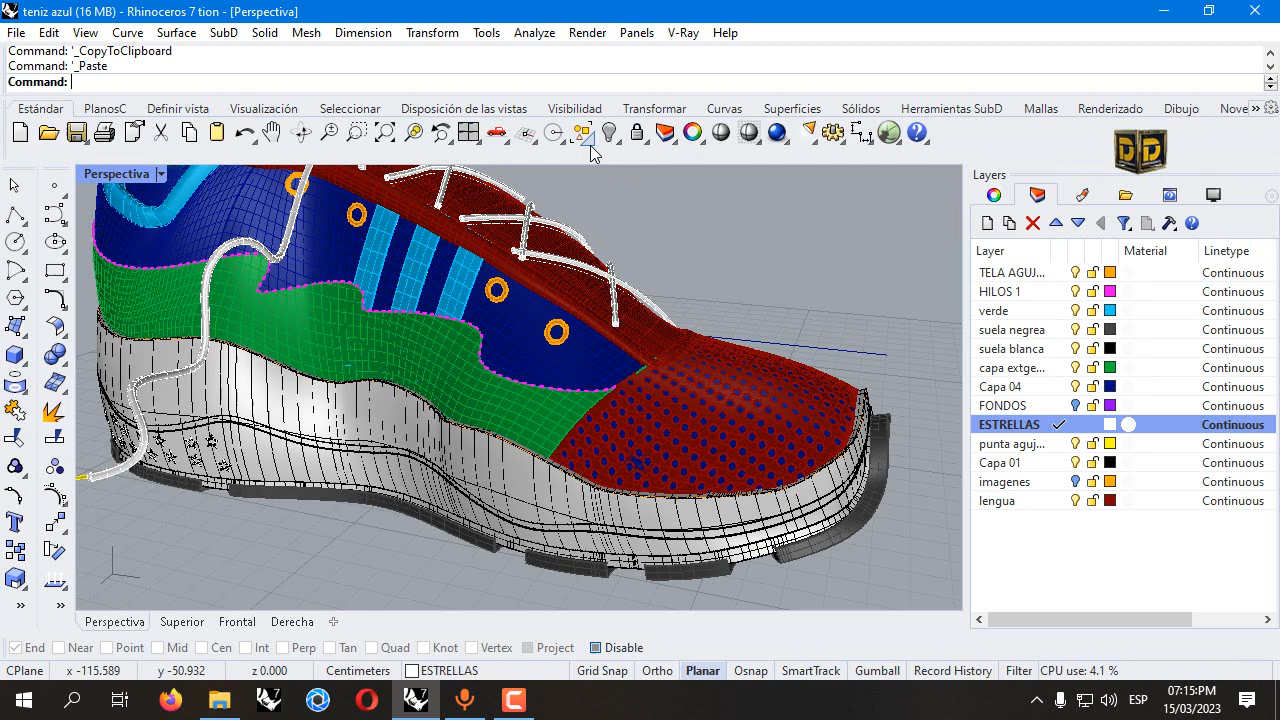 teniz azul (16 MB) - Rhinoceros 7 tion - [Perspectiva]
File Edit View Curve Surface SubD Solid Mesh Dimension Transform Tools Analyze Render Panels V-Ray Help
Command: '_CopyToClipboard
Command: '_Paste
Command:
Estándar PlanosC Definir vista Visualización Seleccionar Disposición de las vistas Visibilidad Transformar Curvas Superficies Sólidos Herramientas SubD Mallas Renderizado Dibujo Nove »
Perspectiva
Layers
Layer Material Linetype
TELA AGUJ... Continuous
HILOS 1 Continuous
verde Continuous
suela negrea Continuous
suela blanca Continuous
capa extge... Continuous
Capa 04 Continuous
FONDOS Continuous
ESTRELLAS Continuous
punta aguj... Continuous
Capa 01 Continuous
imagenes Continuous
lengua Continuous
Perspectiva Superior Frontal Derecha
End Near Point Mid Cen Int Perp Tan Quad Knot Vertex Project Disable
CPlane x -115.589 y -50.932 z 0.000 Centimeters ESTRELLAS Grid Snap Ortho Planar Osnap SmartTrack Gumball Record History Filter CPU use: 4.1 %
ESP 07:15:PM
15/03/2023